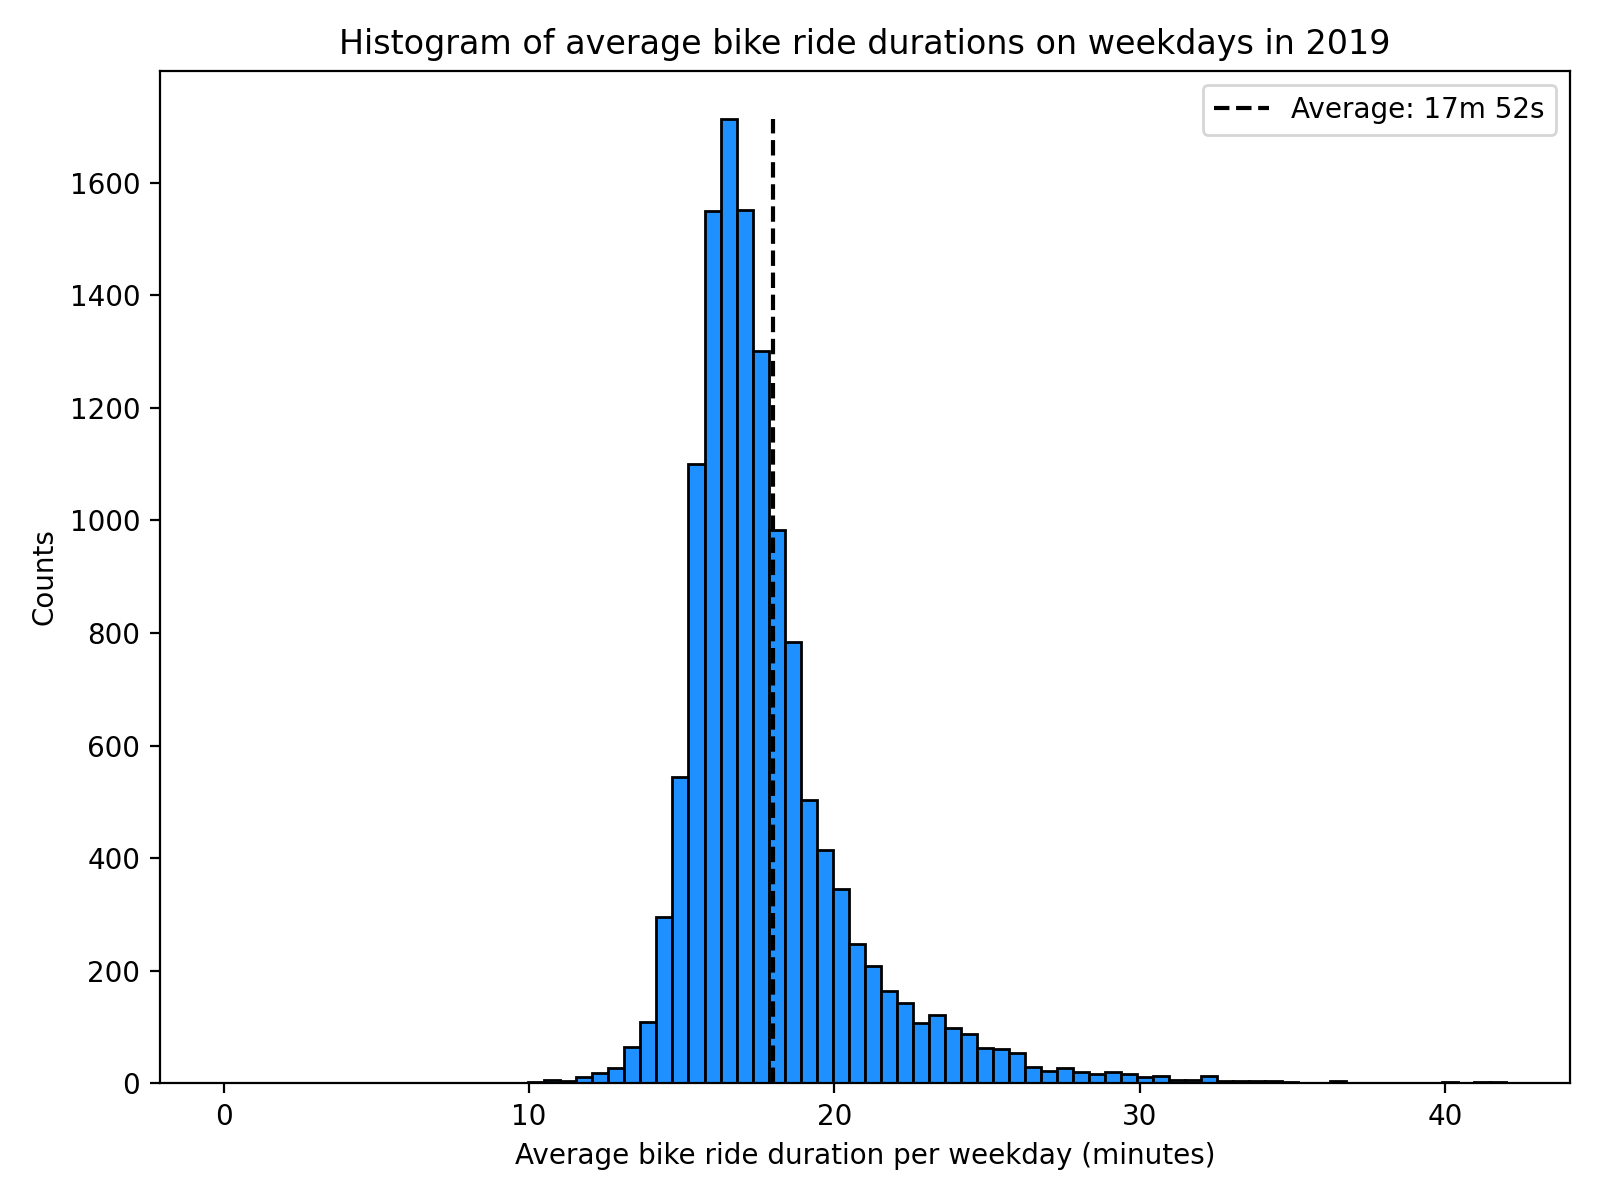 Histogram of average bike ride durations on weekdays in 2019
Average: 17m 52s
1600
1400
1200
1000
800
600
400
200
0
Counts
0 10 20 30 40
Average bike ride duration per weekday (minutes)